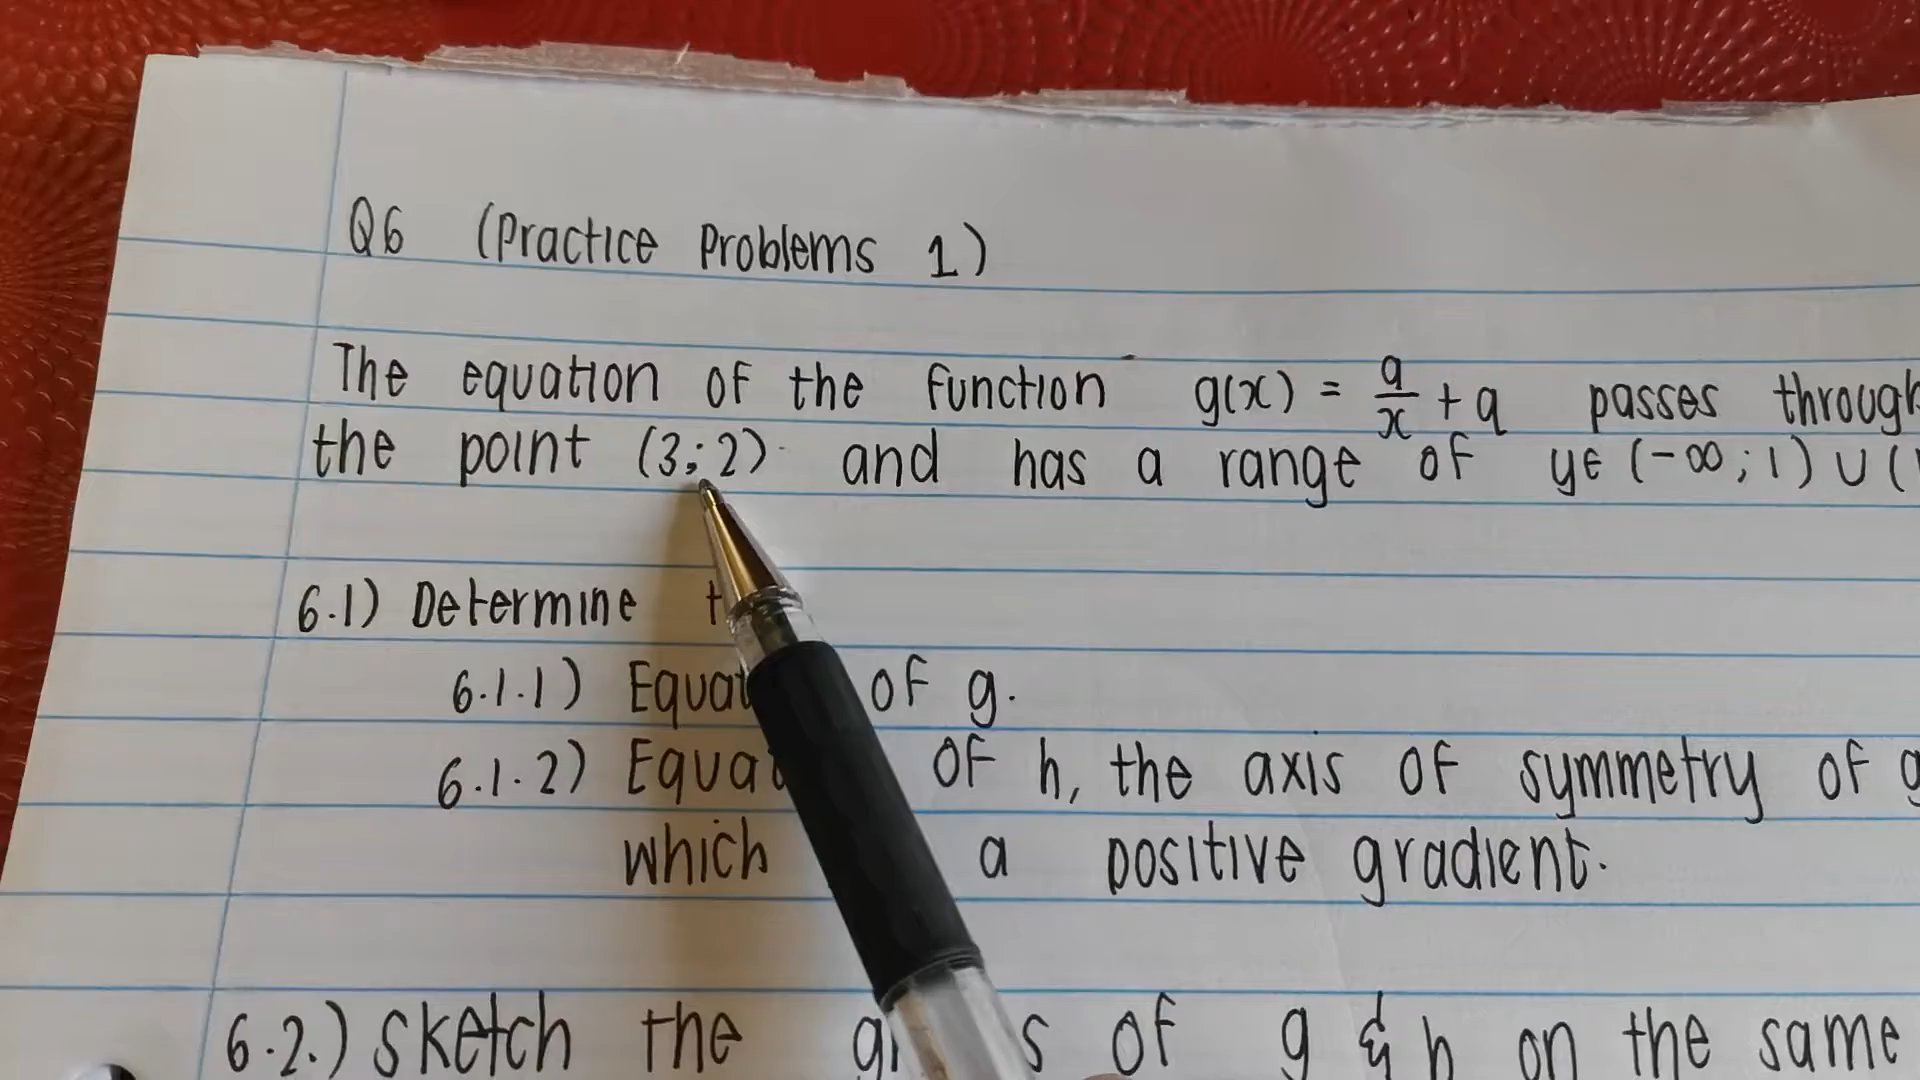 Q6 (Practice Problems 1)
The equation of the function g(x) = a/x + q passes through
the point (3;2) and has a range of y∈(-∞;1)∪(
6.1) Determine
6.1.1) of g.
6.1.2) of h, the axis of symmetry of g
which a positive gradient.
6.2.) Sketch the of g & h on the same